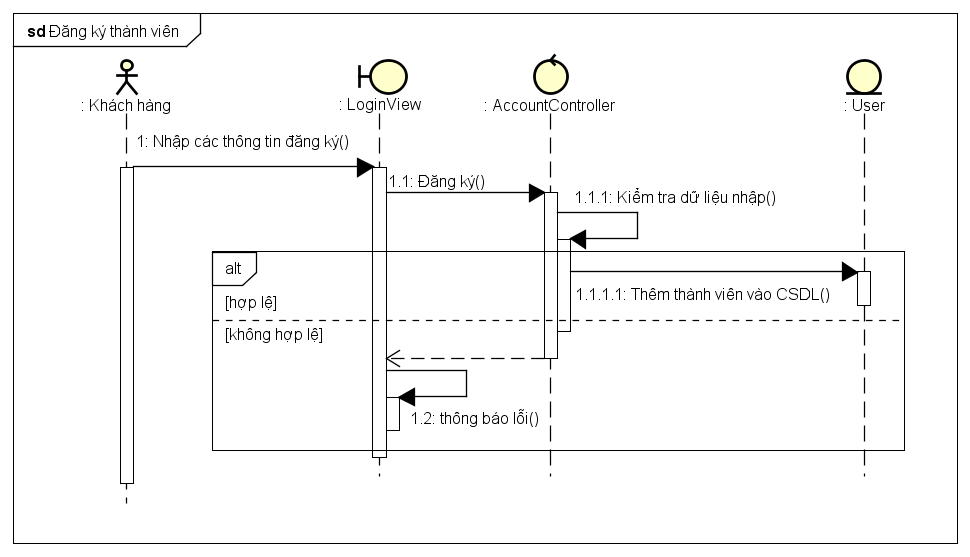 sd Đăng ký thành viên
: Khách hàng
: LoginView
: AccountController
: User
1: Nhập các thông tin đăng ký()
1.1: Đăng ký()
1.1.1: Kiểm tra dữ liệu nhập()
alt
1.1.1.1: Thêm thành viên vào CSDL()
[hợp lệ]
[không hợp lệ]
1.2: thông báo lỗi()